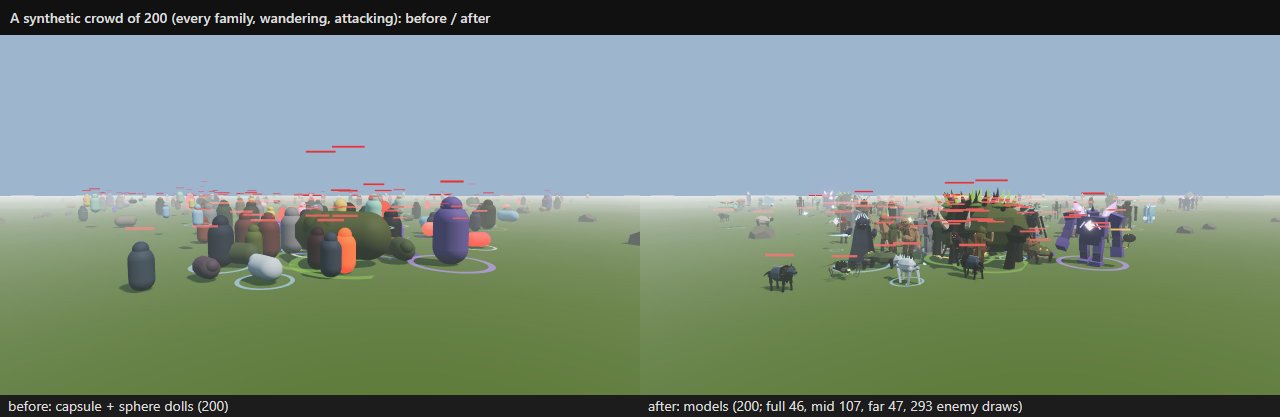 A synthetic crowd of 200 (every family, wandering, attacking): before / after
before: capsule + sphere dolls (200)
after: models (200; full 46, mid 107, far 47, 293 enemy draws)